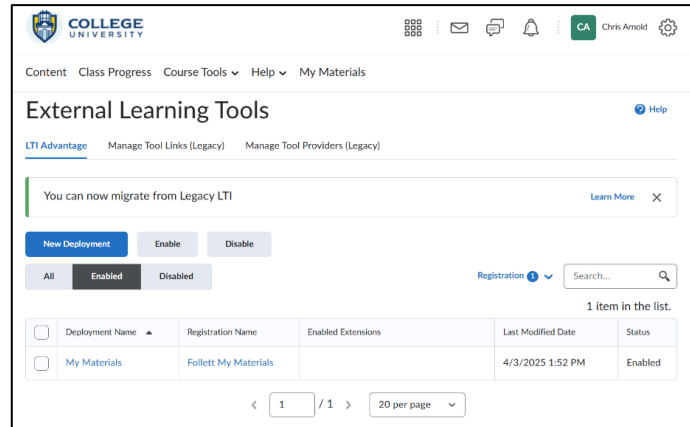 COLLEGE
UNIVERSITY
CA Chris Arnold
Content Class Progress Course Tools Help My Materials
External Learning Tools
Help
LTI Advantage Manage Tool Links (Legacy) Manage Tool Providers (Legacy)
You can now migrate from Legacy LTI Learn More
New Deployment Enable Disable
All Enabled Disabled Registration 1 Search...
1 item in the list.
Deployment Name Registration Name Enabled Extensions Last Modified Date Status
My Materials Follett My Materials 4/3/2025 1:52 PM Enabled
1 / 1 20 per page